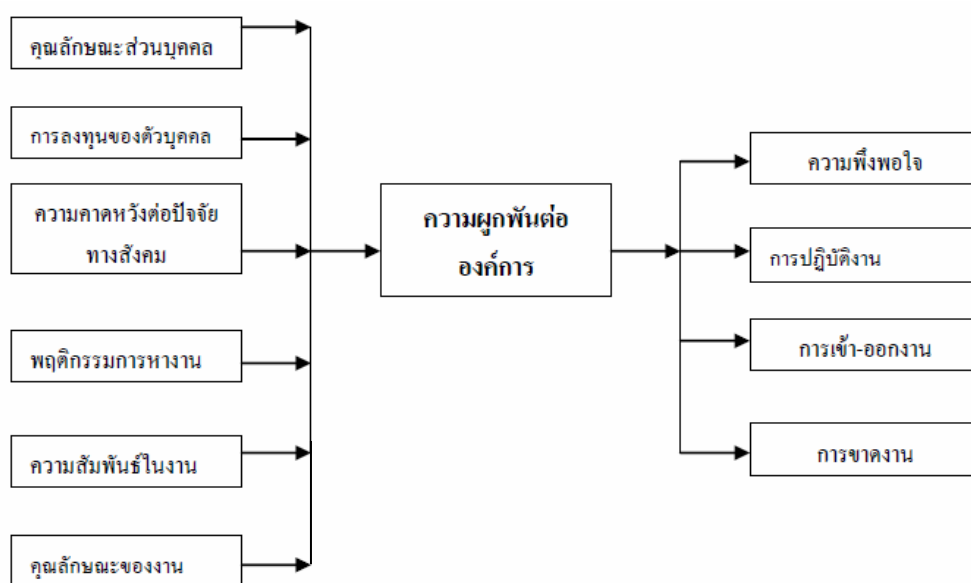 คุณลักษณะส่วนบุคคล
การลงทุนของตัวบุคคล
ความคาดหวังต่อปัจจัย
ทางสังคม
พฤติกรรมการหางาน
ความสัมพันธ์ในงาน
คุณลักษณะของงาน
ความผูกพันต่อ
องค์การ
ความพึงพอใจ
การปฏิบัติงาน
การเข้า-ออกงาน
การขาดงาน